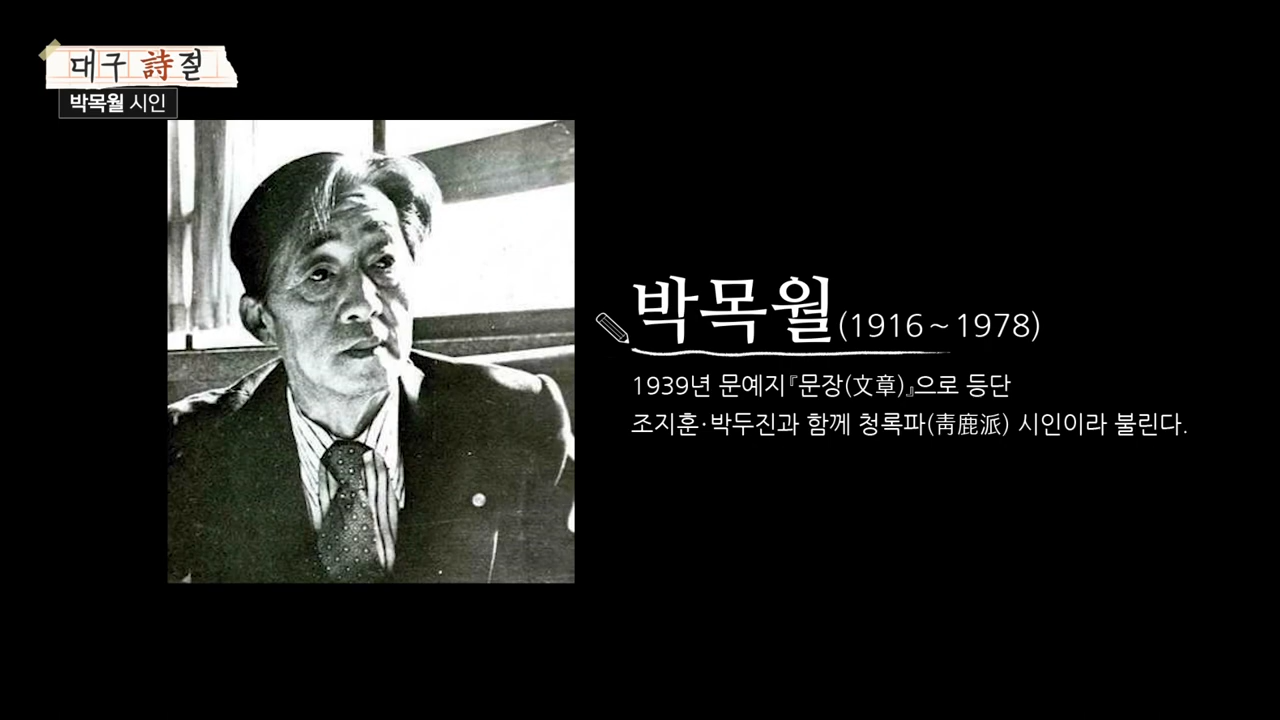 대구 詩절
박목월 시인
박목월(1916~1978)
1939년 문예지『문장(文章)』으로 등단
조지훈·박두진과 함께 청록파(靑鹿派) 시인이라 불린다.